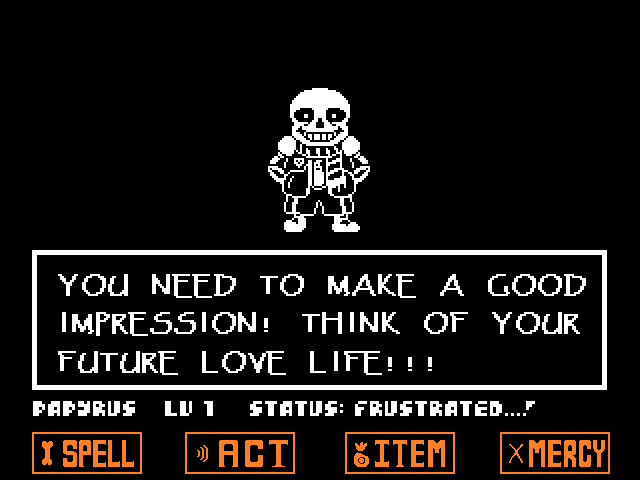 YOU NEED TO MAKE A GOOD
IMPRESSION! THINK OF YOUR
FUTURE LOVE LIFE!!!
PAPYRUS LV 1 STATUS: FRUSTRATED....!
SPELL ACT ITEM MERCY